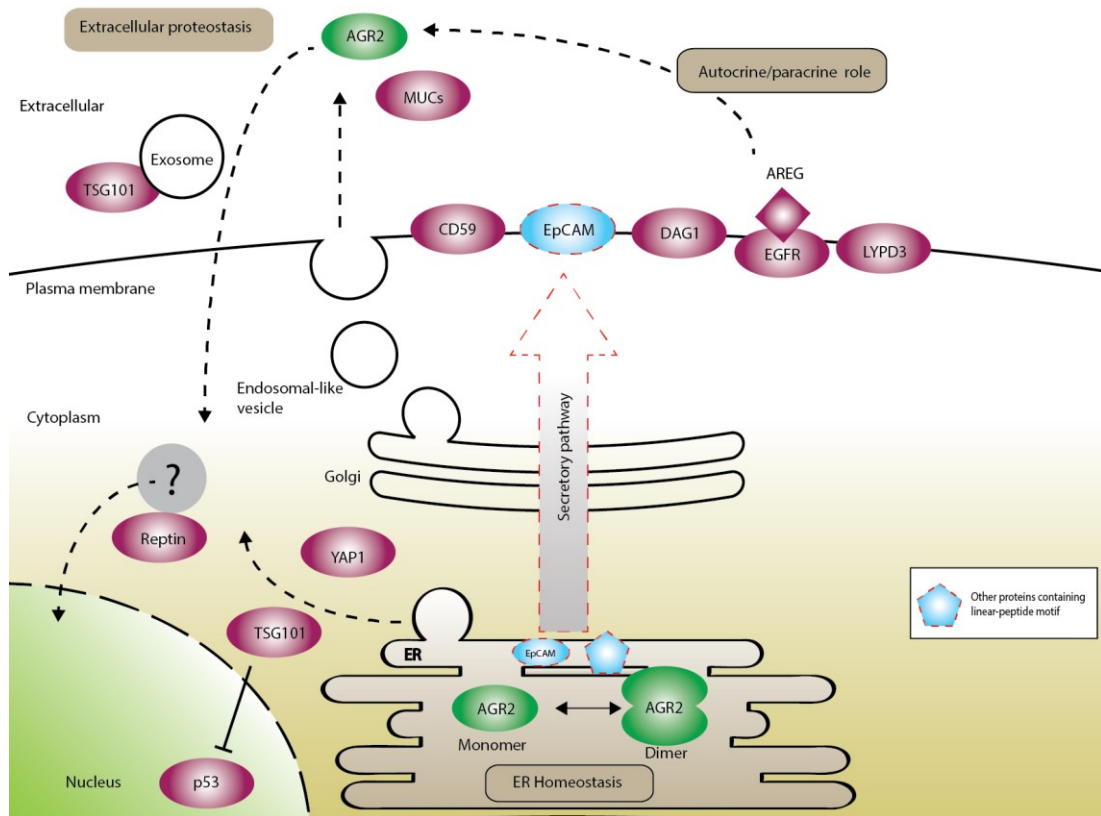 Extracellular proteostasis
AGR2
Autocrine/paracrine role
MUCs
Extracellular
Exosome
TSG101
AREG
CD59
EpCAM
DAG1
EGFR
LYPD3
Plasma membrane
Endosomal-like
vesicle
Cytoplasm
Secretory pathway
Golgi
- ?
Reptin
YAP1
Other proteins containing
linear-peptide motif
TSG101
ER
EpCAM
AGR2
Monomer
AGR2
Dimer
Nucleus
p53
ER Homeostasis